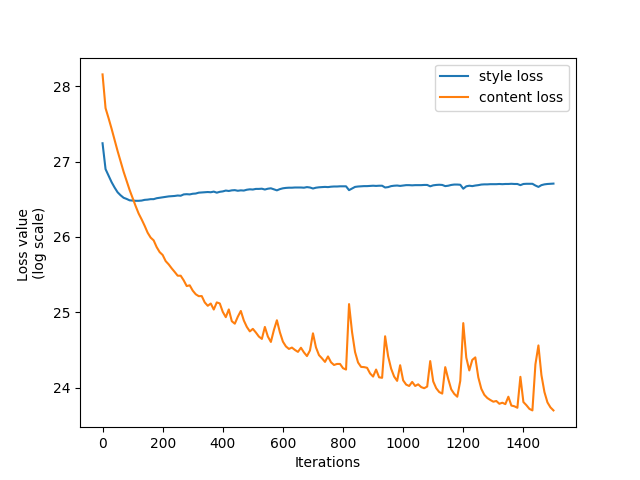 style loss
content loss
28
27
26
25
24
Loss value
(log scale)
0
200
400
600
800
1000
1200
1400
Iterations